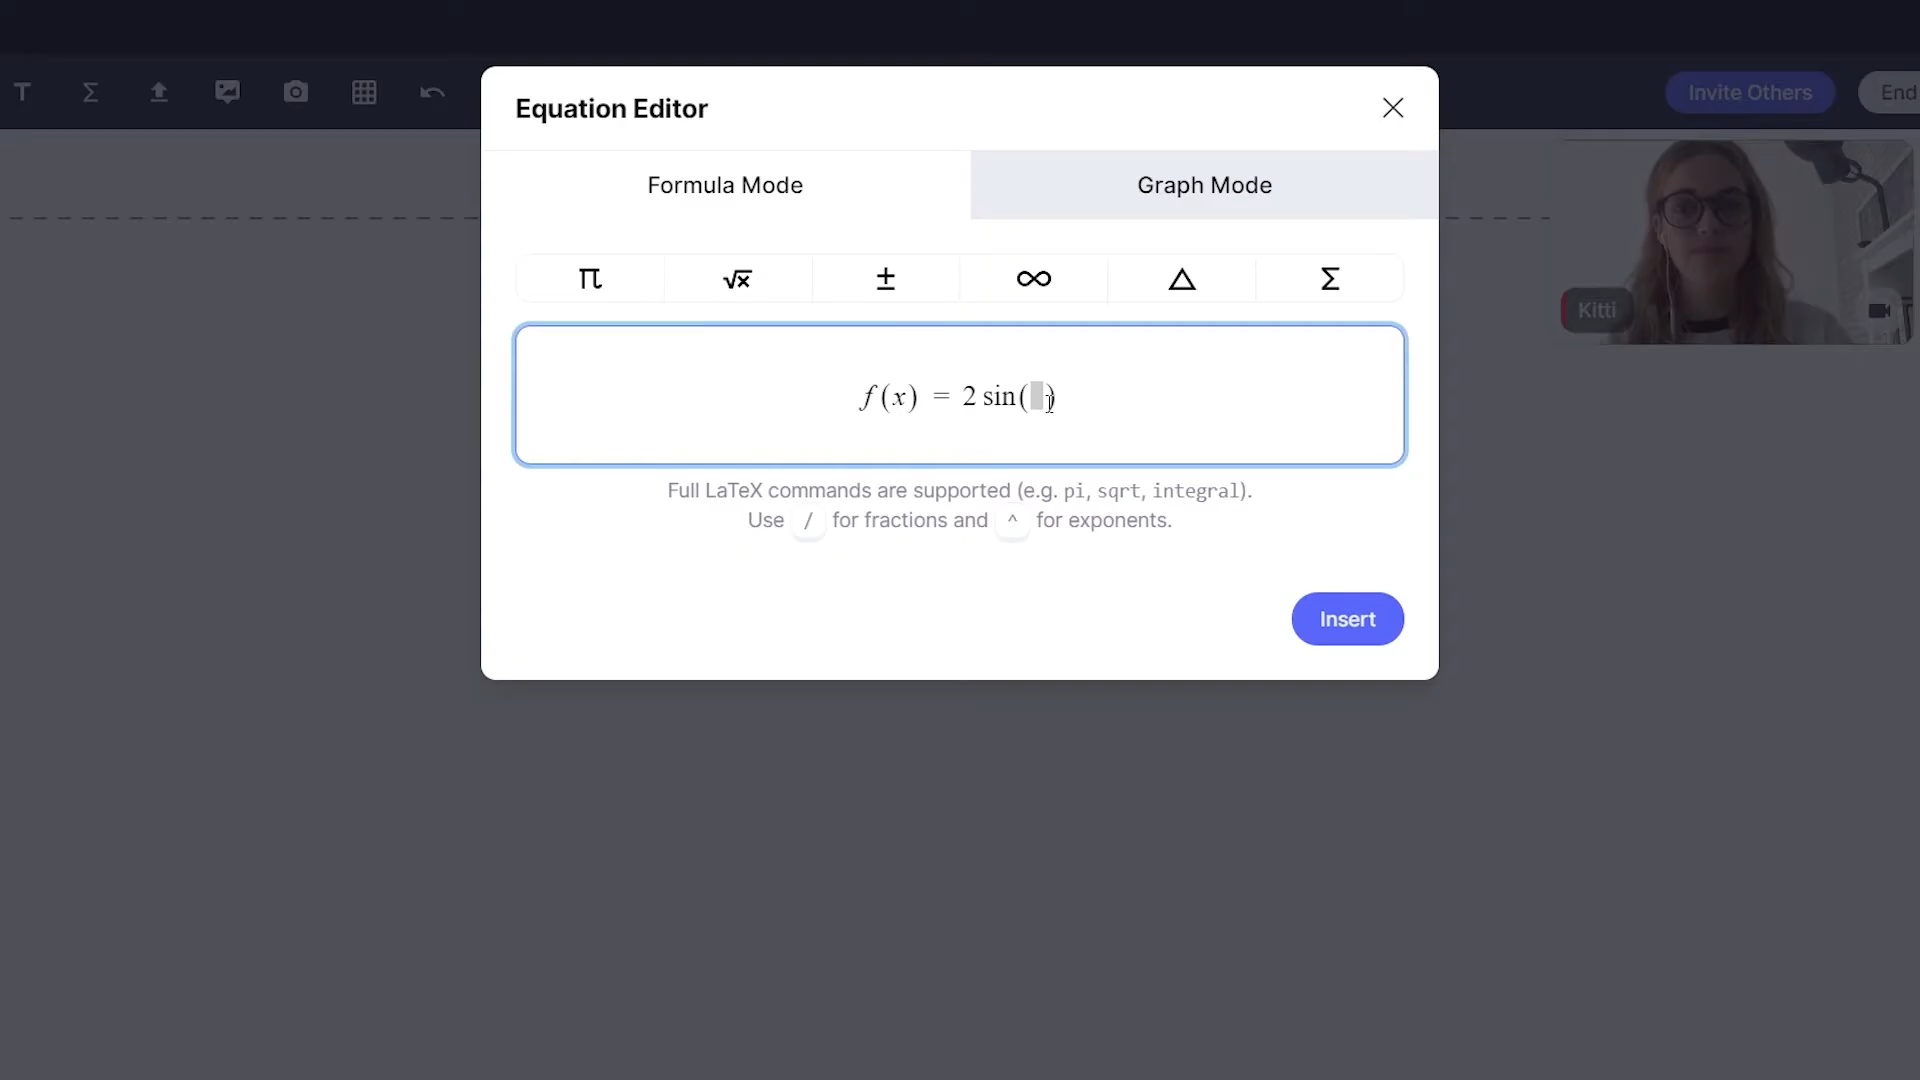 T Σ Invite Others End
Equation Editor
Formula Mode Graph Mode
π √x ± ∞ △ Σ
f(x) = 2 sin( )
Full LaTeX commands are supported (e.g. pi, sqrt, integral).
Use / for fractions and ^ for exponents.
Insert
Kitti